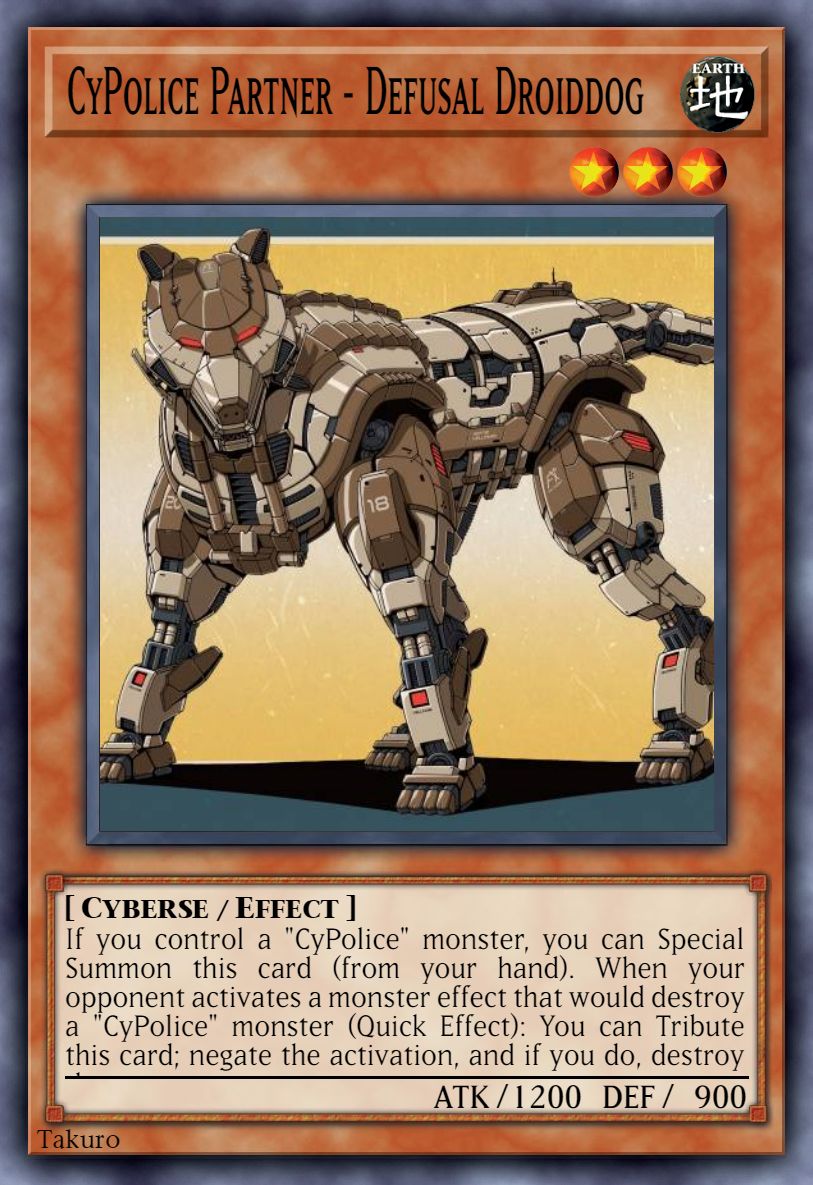 CyPolice Partner - Defusal Droiddog
EARTH
地
20
18
[ Cyberse / Effect ]
If you control a "CyPolice" monster, you can Special
Summon this card (from your hand). When your
opponent activates a monster effect that would destroy
a "CyPolice" monster (Quick Effect): You can Tribute
this card; negate the activation, and if you do, destroy
ATK / 1200 DEF / 900
Takuro